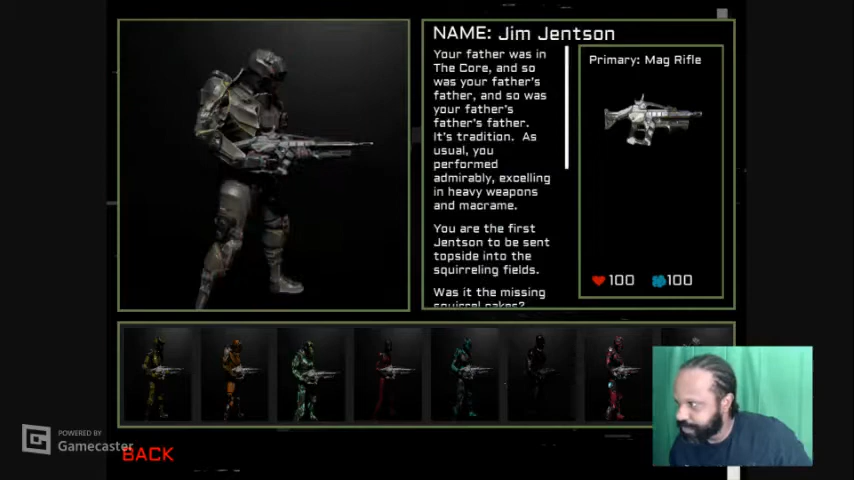 NAME: Jim Jentson
Your father was in
The Core, and so
was your father's
father, and so was
your father's
father's father.
It's tradition. As
usual, you
performed
admirably, excelling
in heavy weapons
and macrame.
You are the first
Jentson to be sent
topside into the
squirreling fields.
Was it the missing
squirrel cakes?
Primary: Mag Rifle
100
100
POWERED BY
Gamecaster
BACK